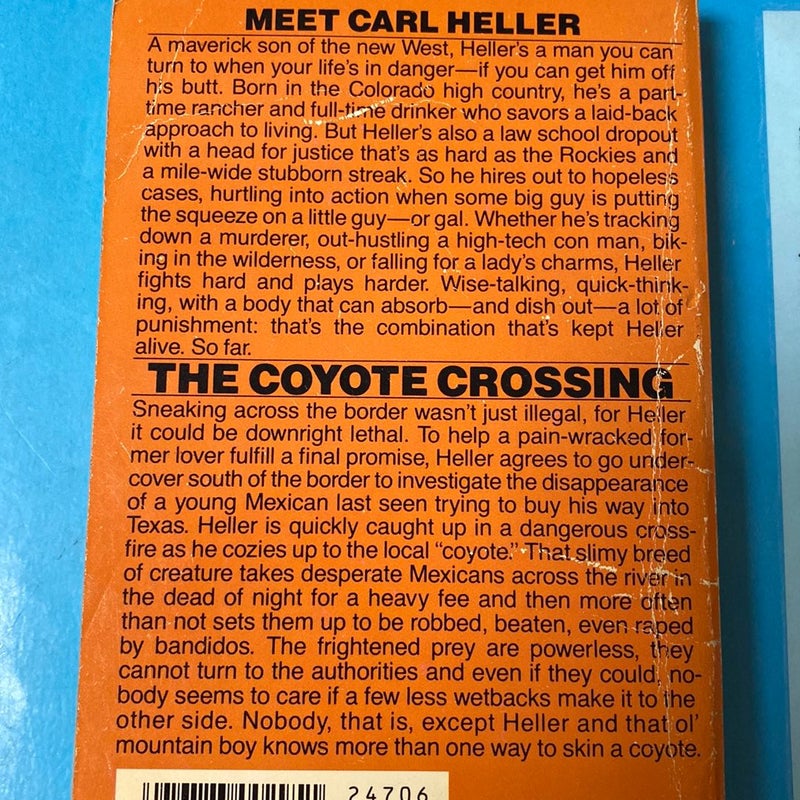 MEET CARL HELLER
A maverick son of the new West, Heller's a man you can
turn to when your life's in danger—if you can get him off
his butt. Born in the Colorado high country, he's a part-
time rancher and full-time drinker who savors a laid-back
approach to living. But Heller's also a law school dropout
with a head for justice that's as hard as the Rockies and
a mile-wide stubborn streak. So he hires out to hopeless
cases, hurtling into action when some big guy is putting
the squeeze on a little guy—or gal. Whether he's tracking
down a murderer, out-hustling a high-tech con man, bik-
ing in the wilderness, or falling for a lady's charms, Heller
fights hard and plays harder. Wise-talking, quick-think-
ing, with a body that can absorb—and dish out—a lot of
punishment: that's the combination that's kept Heller
alive. So far.
THE COYOTE CROSSING
Sneaking across the border wasn't just illegal, for Heller
it could be downright lethal. To help a pain-wracked for-
mer lover fulfill a final promise, Heller agrees to go under-
cover south of the border to investigate the disappearance
of a young Mexican last seen trying to buy his way into
Texas. Heller is quickly caught up in a dangerous cross-
fire as he cozies up to the local "coyote." That slimy breed
of creature takes desperate Mexicans across the river in
the dead of night for a heavy fee and then more often
than not sets them up to be robbed, beaten, even raped
by bandidos. The frightened prey are powerless, they
cannot turn to the authorities and even if they could, no-
body seems to care if a few less wetbacks make it to the
other side. Nobody, that is, except Heller and that ol'
mountain boy knows more than one way to skin a coyote.
24706